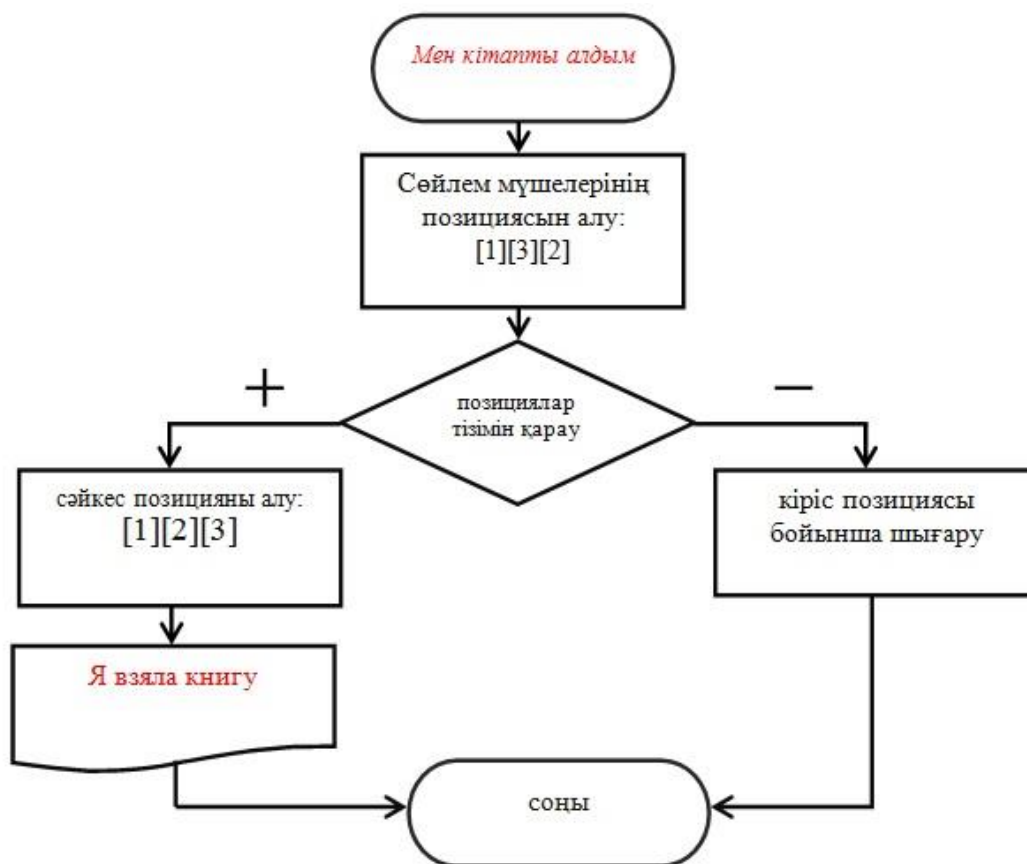 Мен кітапты алдым
Сөйлем мүшелерінің
позициясын алу:
[1][3][2]
+
−
позициялар
тізімін қарау
сәйкес позицияны алу:
[1][2][3]
кіріс позициясы
бойынша шығару
Я взяла книгу
соңы